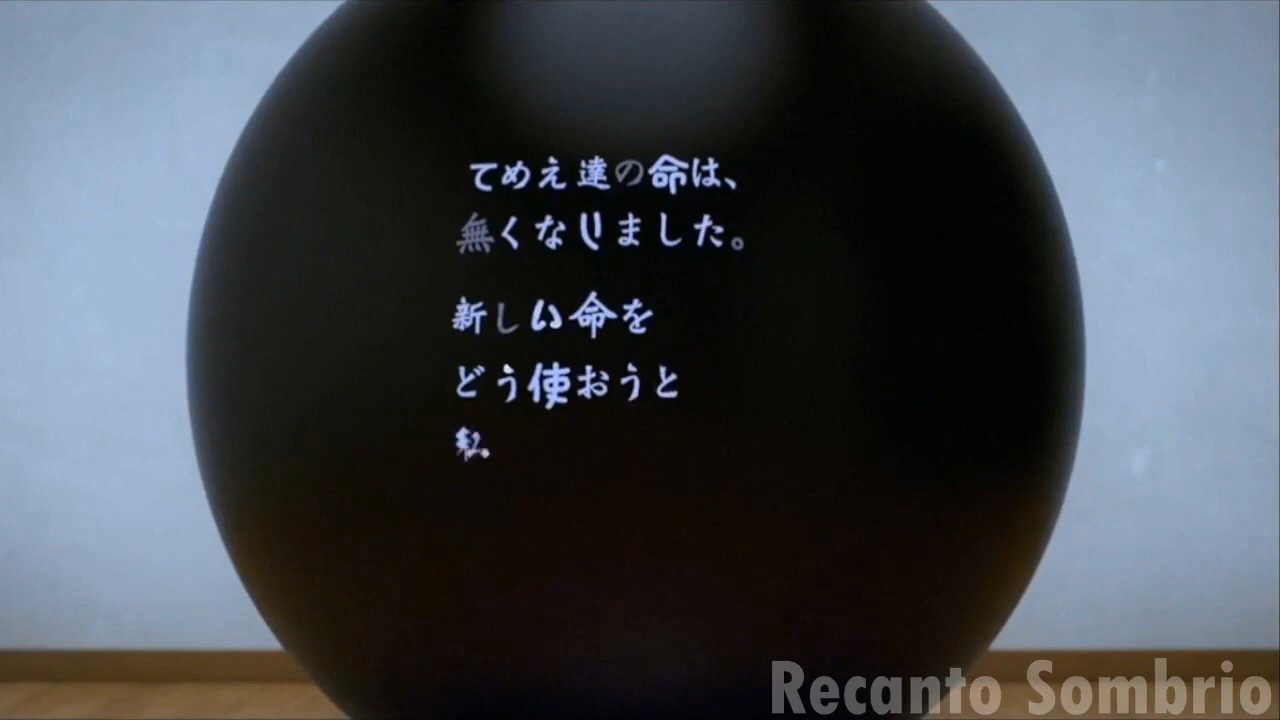 てめえ達の命は、
無くなりました。
新しい命を
どう使おうと
私。
Recanto Sombrio